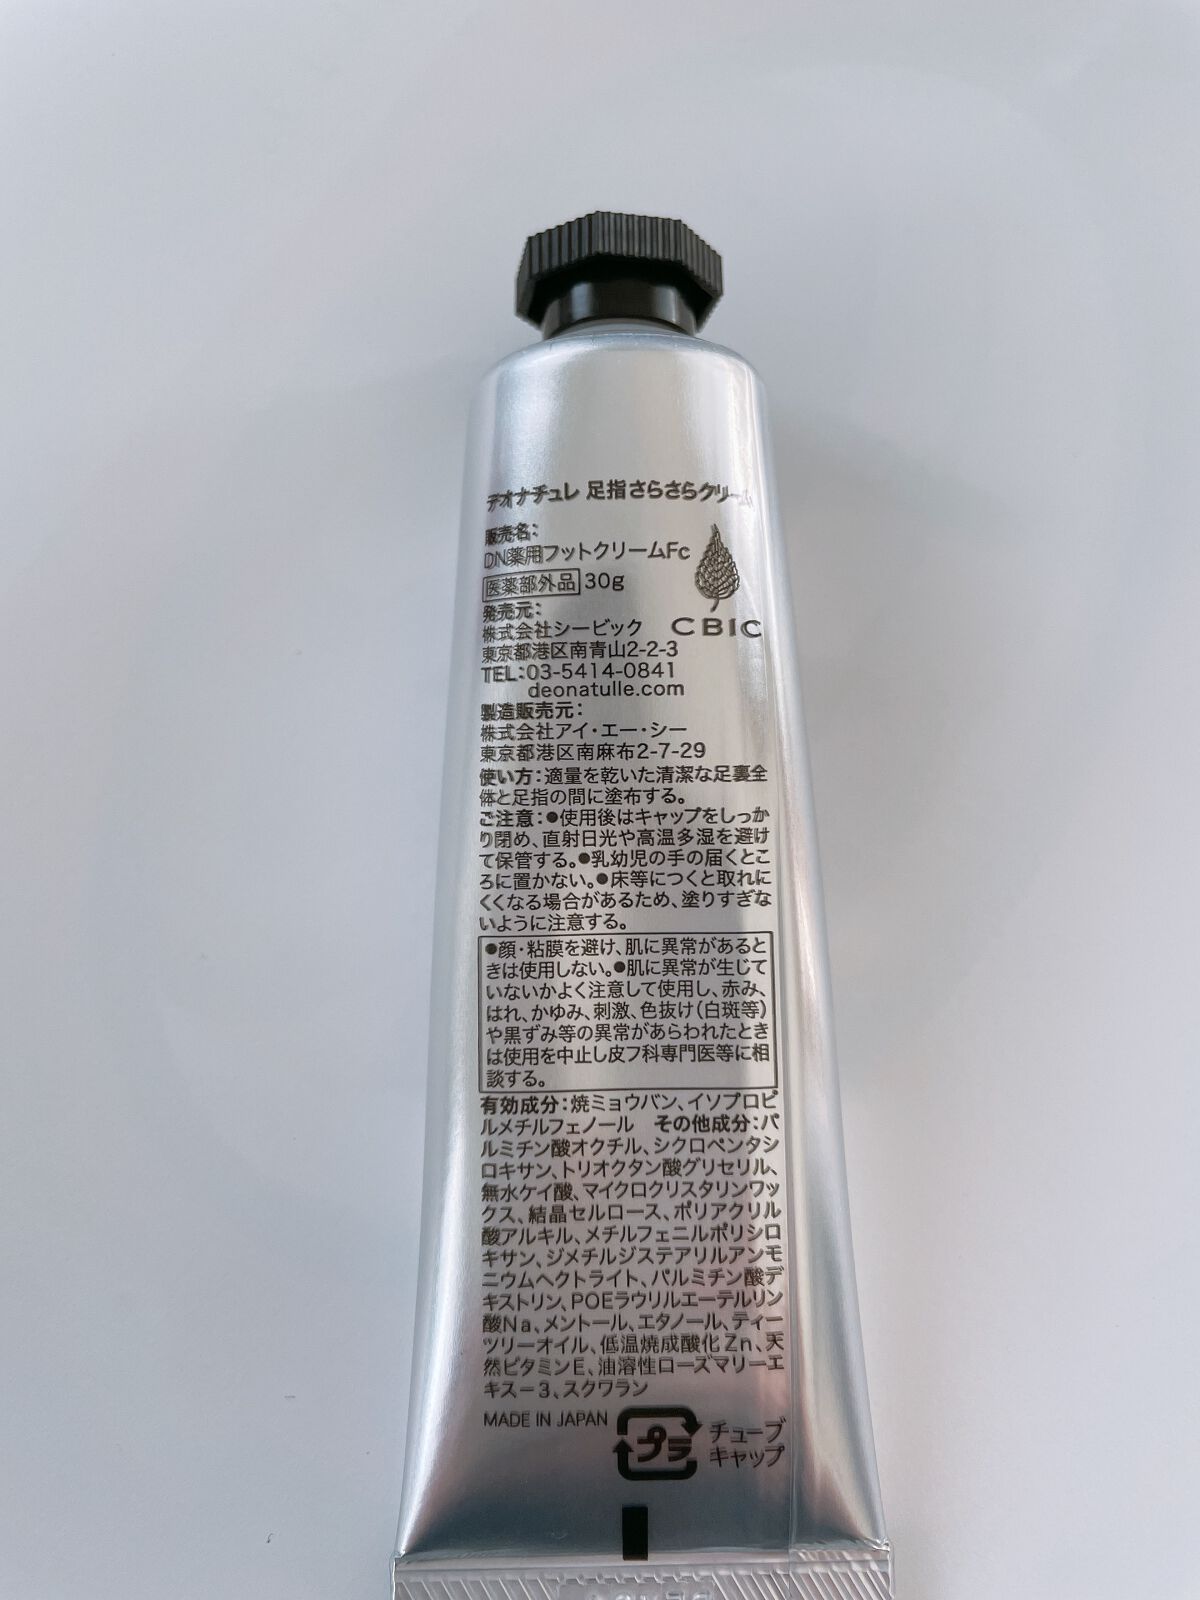 デオナチュレ 足指さらさらクリーム
販売名:
DN薬用フットクリームFc
医薬部外品 30g
発売元:
株式会社シービック
CBIC
東京都港区南青山2-2-3
TEL:03-5414-0841
deonatulle.com
製造販売元:
株式会社アイ・エー・シー
東京都港区南麻布2-7-29
使い方:適量を乾いた清潔な足裏全
体と足指の間に塗布する。
ご注意:●使用後はキャップをしっか
り閉め、直射日光や高温多湿を避け
て保管する。●乳幼児の手の届くとこ
ろに置かない。●床等につくと取れに
くくなる場合があるため、塗りすぎな
いように注意する。
●顔・粘膜を避け、肌に異常があると
きは使用しない。●肌に異常が生じて
いないかよく注意して使用し、赤み、
はれ、かゆみ、刺激、色抜け(白斑等)
や黒ずみ等の異常があらわれたとき
は使用を中止し皮フ科専門医等に相
談する。
有効成分:焼ミョウバン、イソプロピ
ルメチルフェノール その他成分:パ
ルミチン酸オクチル、シクロペンタシ
ロキサン、トリオクタン酸グリセリル、
無水ケイ酸、マイクロクリスタリンワッ
クス、結晶セルロース、ポリアクリル
酸アルキル、メチルフェニルポリシロ
キサン、ジメチルジステアリルアンモ
ニウムヘクトライト、パルミチン酸デ
キストリン、POEラウリルエーテルリン
酸Na、メントール、エタノール、ティー
ツリーオイル、低温焼成酸化Zn、天
然ビタミンE、油溶性ローズマリーエ
キス-3、スクワラン
MADE IN JAPAN
プラ
チューブ
キャップ